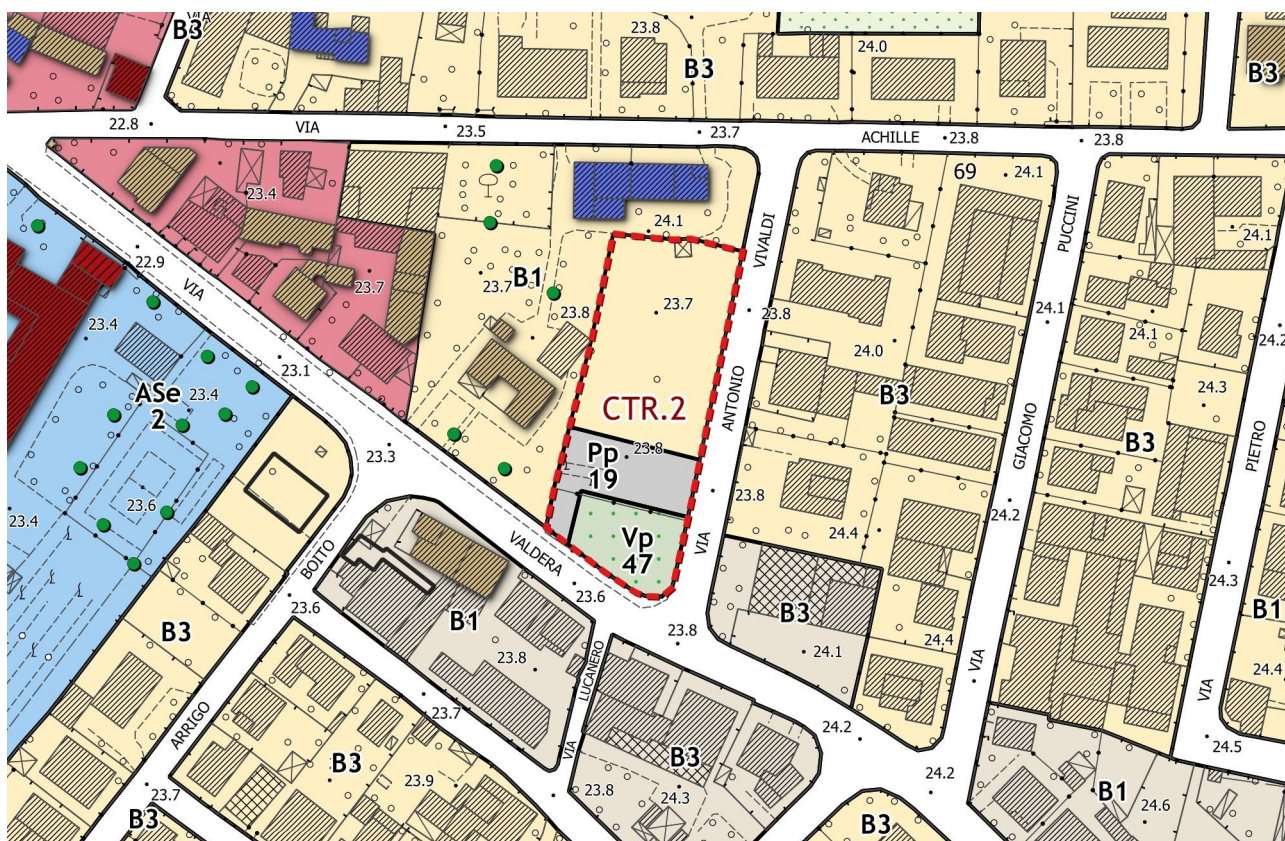 B3
VIA
23.8
24.0
B3
B3
22.8
VIA
23.5
23.7
ACHILLE
23.8
23.8
23.4
24.1
69
24.1
PUCCINI
24.1
VIVALDI
22.9
VIA
B1
23.7
23.7
23.8
23.7
23.8
24.1
24.1
24.2
23.4
23.1
24.0
24.3
ASe
2
23.4
CTR.2
ANTONIO
B3
GIACOMO
B3
PIETRO
23.3
Pp
19
23.8
23.6
23.4
23.8
24.2
VALDERA
Vp
47
VIA
24.4
BOITO
23.6
23.6
24.3
B3
B1
23.8
LUCANERO
23.8
B3
24.1
24.4
B1
VIA
24.4
ARRIGO
23.7
VIA
24.2
VIA
24.5
B3
23.9
B3
24.2
23.7
23.8
24.3
B1
24.6
B3
B3